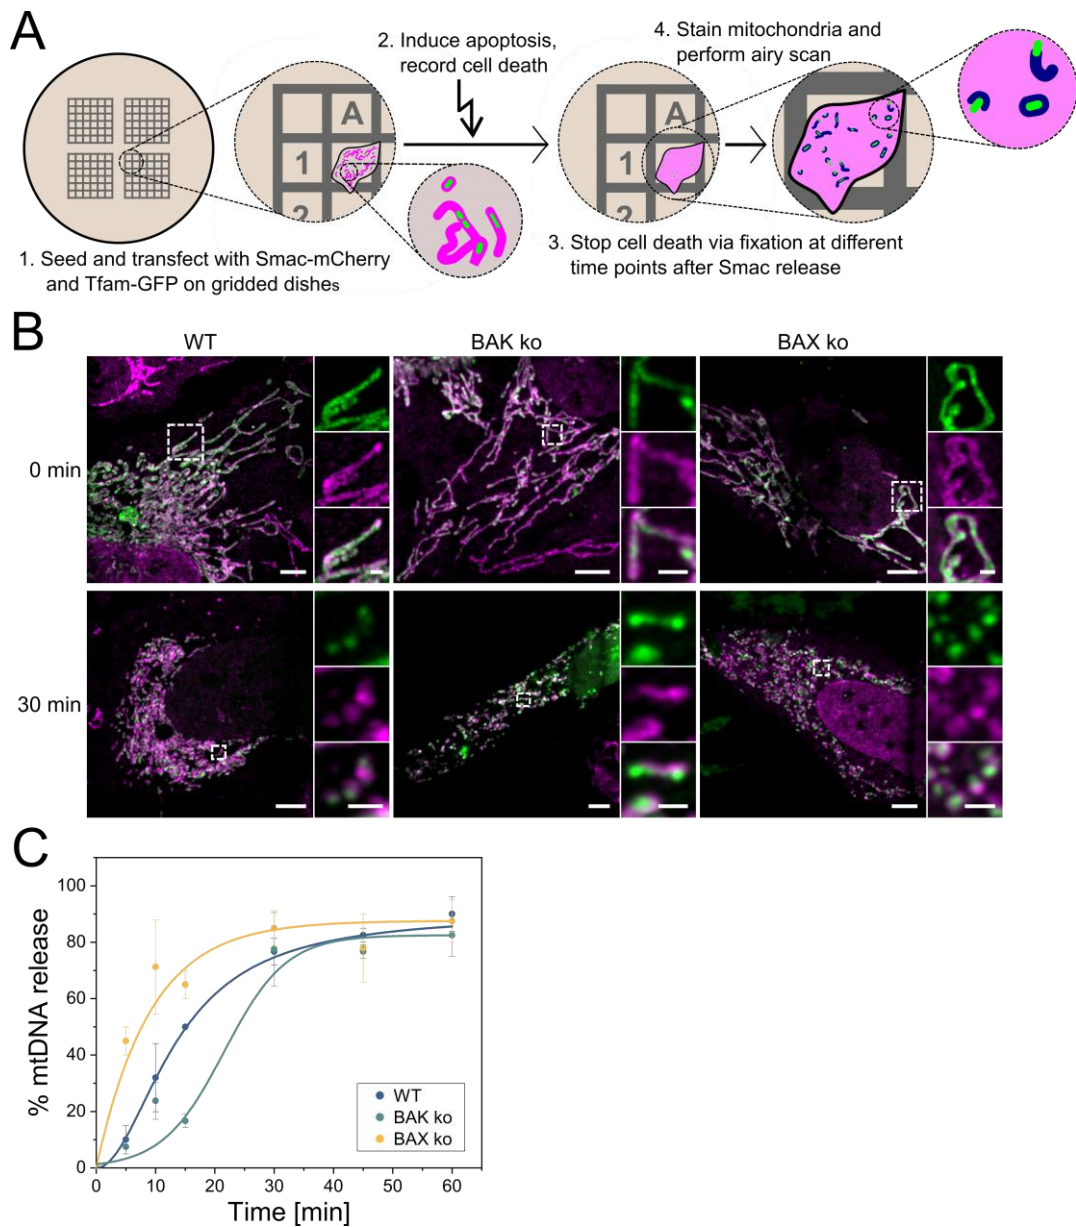 A
2. Induce apoptosis,
record cell death
4. Stain mitochondria and
perform airy scan
A
1
2
A
1
2
1. Seed and transfect with Smac-mCherry
and Tfam-GFP on gridded dishes
3. Stop cell death via fixation at different
time points after Smac release
B
WT
BAK ko
BAX ko
0 min
30 min
C
% mtDNA release
100
80
60
40
20
0
WT
BAK ko
BAX ko
0 10 20 30 40 50 60
Time [min]